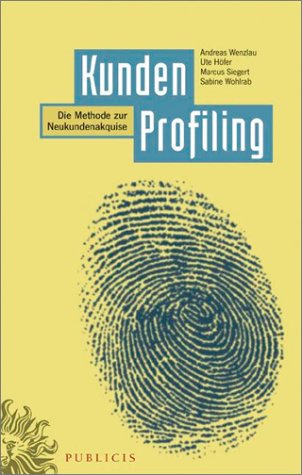 Andreas Wenzlau
Ute Höfer
Marcus Siegert
Sabine Wohlrab
Kunden
Profiling
Die Methode zur
Neukundenakquise
PUBLICIS